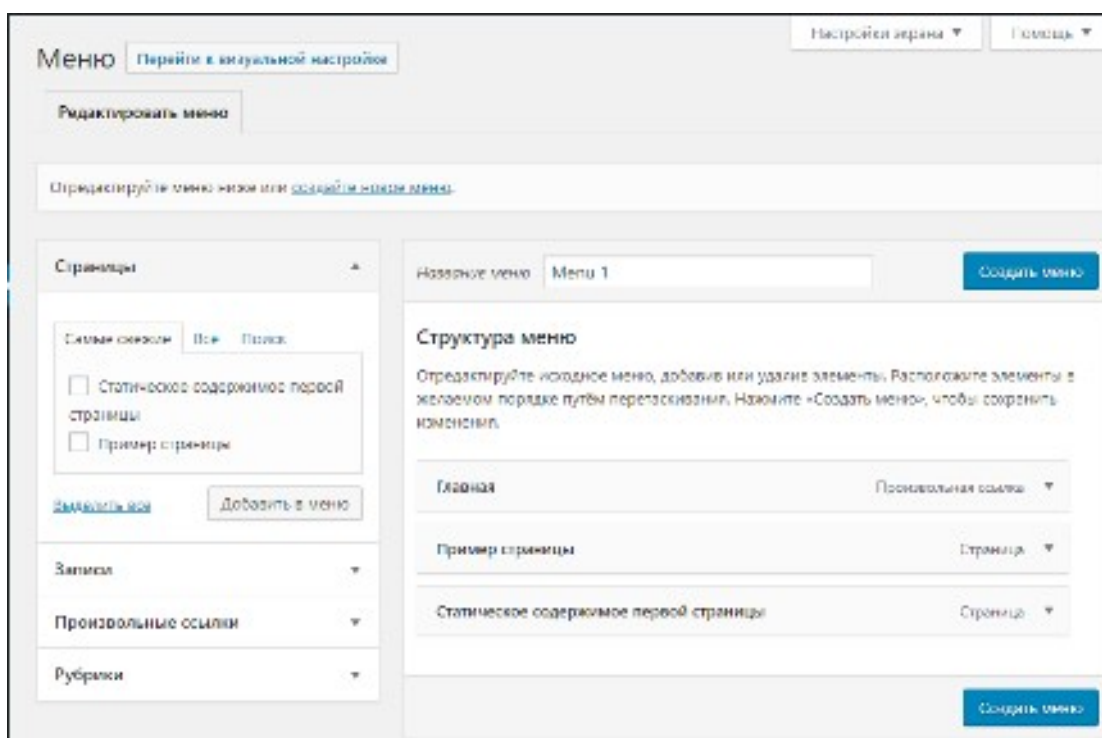 Настройки экрана
Помощь
Меню
Перейти к визуальной настройке
Редактировать меню
Отредактируйте меню ниже или создайте новое меню.
Страницы
Самые свежие Все Поиск
Статическое содержимое первой
страницы
Пример страницы
Выделить все
Добавить в меню
Записи
Произвольные ссылки
Рубрики
Название меню Menu 1
Создать меню
Структура меню
Отредактируйте исходное меню, добавив или удалив элементы. Расположите элементы в
желаемом порядке путём перетаскивания. Нажмите «Создать меню», чтобы сохранить
изменения.
Главная Произвольная ссылка
Пример страницы Страница
Статическое содержимое первой страницы Страница
Создать меню